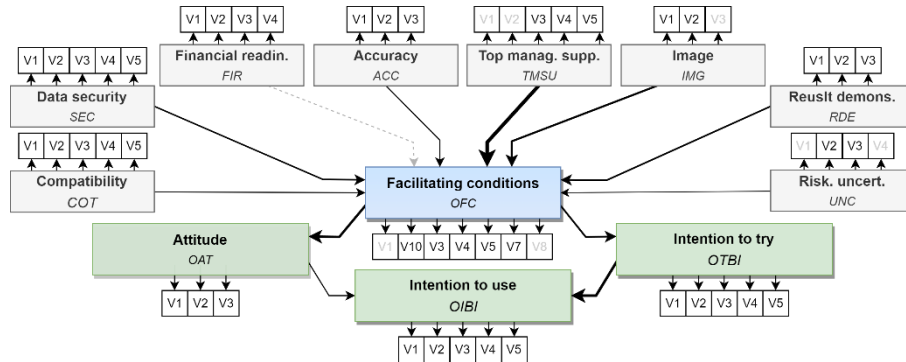 V1 V2 V3 V4
V1 V2 V3
V1 V2 V3 V4 V5
V1 V2 V3
V1 V2 V3 V4 V5
Financial readin.
FIR
Accuracy
ACC
Top manag. supp.
TMSU
Image
IMG
V1 V2 V3
Data security
SEC
Reuslt demons.
RDE
V1 V2 V3 V4 V5
V1 V2 V3 V4
Compatibility
COT
Facilitating conditions
OFC
Risk. uncert.
UNC
V1 V10 V3 V4 V5 V7 V8
Attitude
OAT
Intention to try
OTBI
Intention to use
OIBI
V1 V2 V3
V1 V2 V3 V4 V5
V1 V2 V3 V4 V5